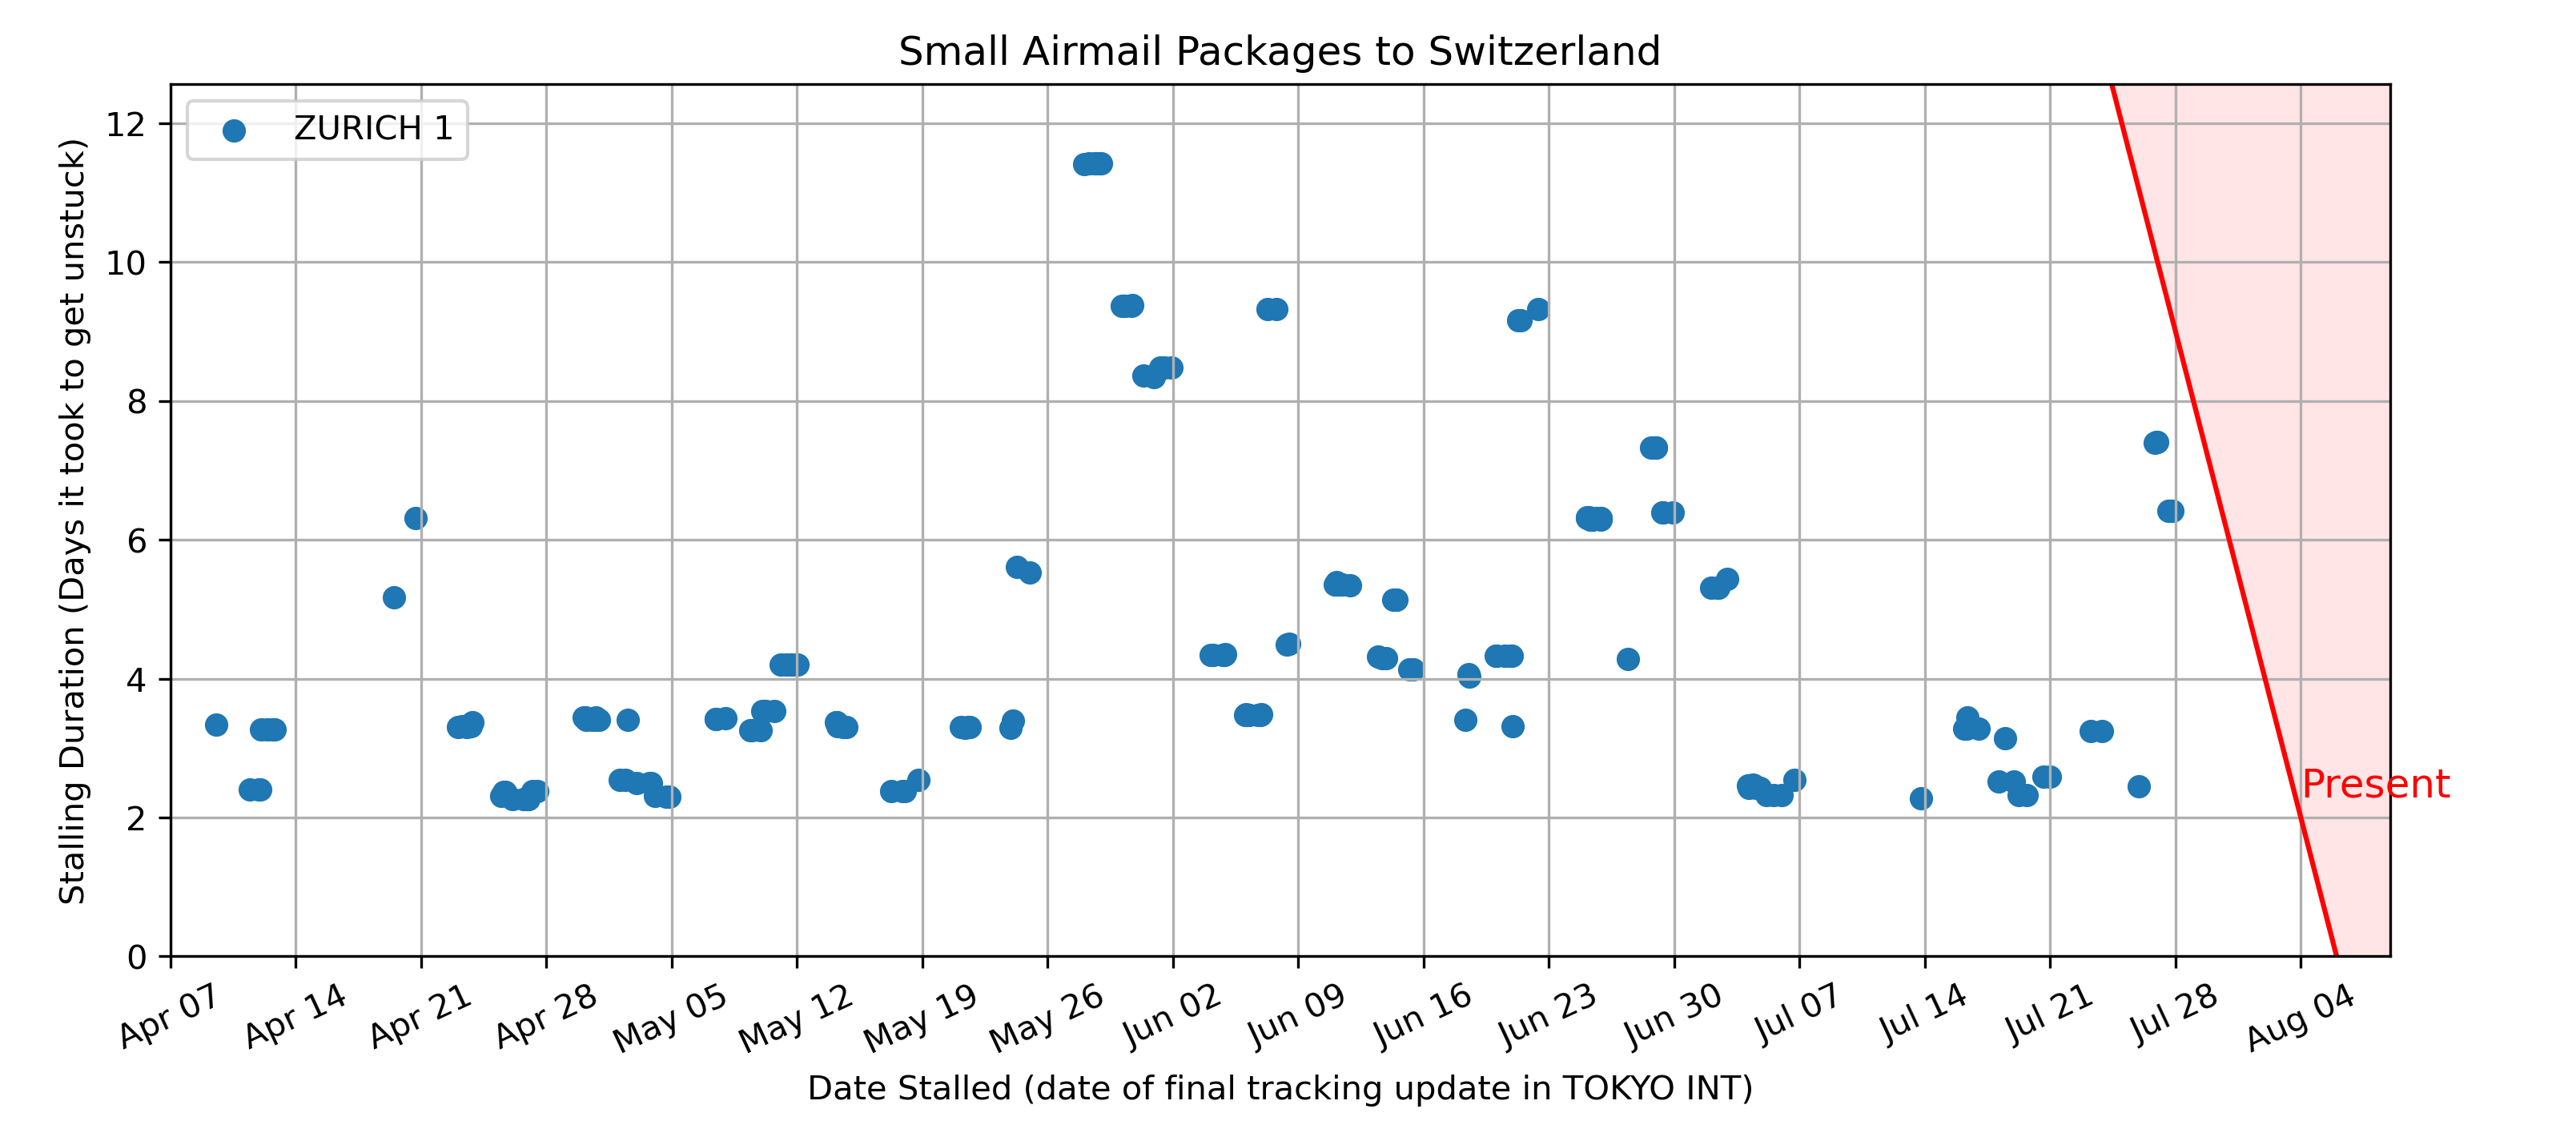 Small Airmail Packages to Switzerland
ZURICH 1
Stalling Duration (Days it took to get unstuck)
12
10
8
6
4
2
0
Present
Apr 07
Apr 14
Apr 21
Apr 28
May 05
May 12
May 19
May 26
Jun 02
Jun 09
Jun 16
Jun 23
Jun 30
Jul 07
Jul 14
Jul 21
Jul 28
Aug 04
Date Stalled (date of final tracking update in TOKYO INT)